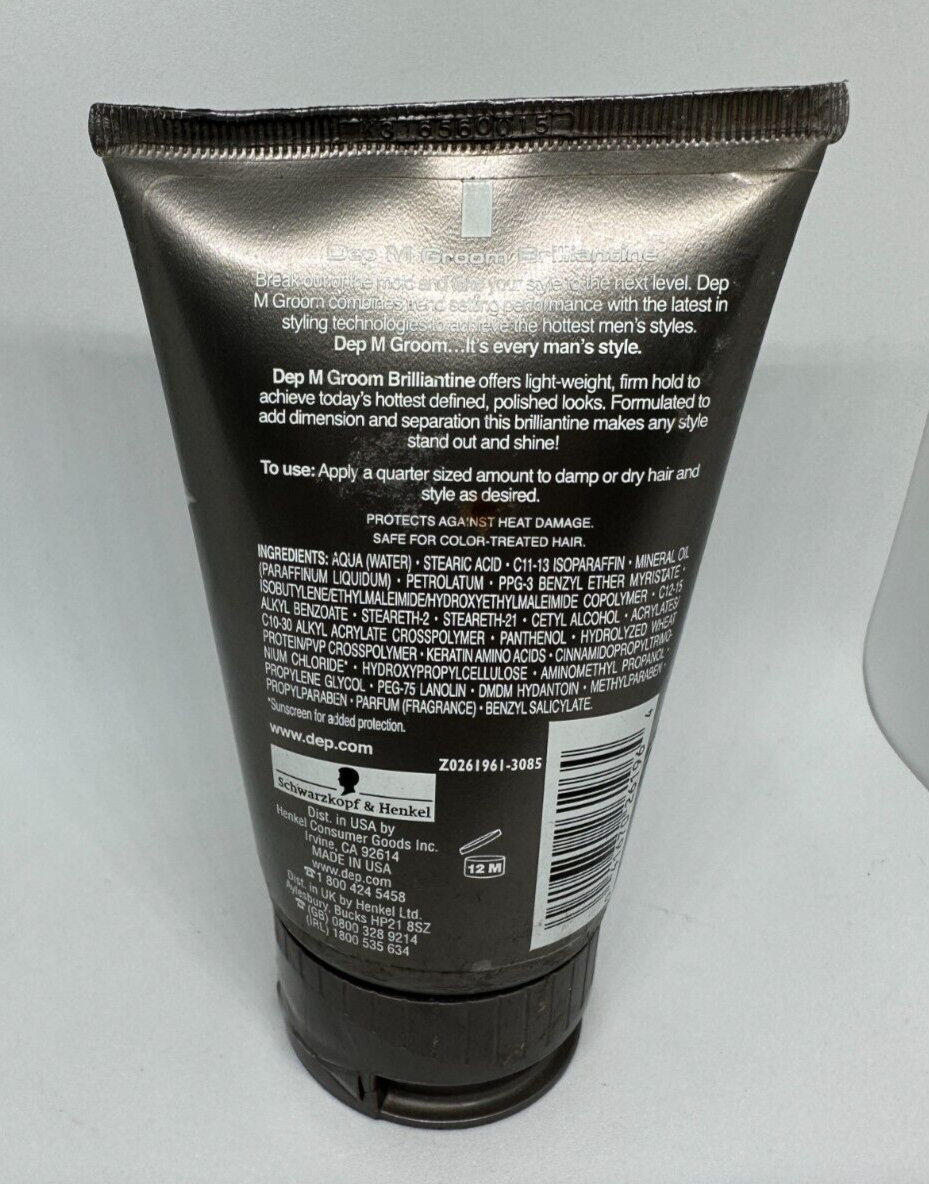 K316560015
Dep M Groom Brilliantine
Break out of the mold and take your style to the next level. Dep
M Groom combines trend setting performance with the latest in
styling technologies to achieve the hottest men's styles.
Dep M Groom...It's every man's style.
Dep M Groom Brilliantine offers light-weight, firm hold to
achieve today's hottest defined, polished looks. Formulated to
add dimension and separation this brilliantine makes any style
stand out and shine!
To use: Apply a quarter sized amount to damp or dry hair and
style as desired.
PROTECTS AGAINST HEAT DAMAGE.
SAFE FOR COLOR-TREATED HAIR.
INGREDIENTS: AQUA (WATER) • STEARIC ACID • C11-13 ISOPARAFFIN • MINERAL OIL
(PARAFFINUM LIQUIDUM) • PETROLATUM • PPG-3 BENZYL ETHER MYRISTATE •
ISOBUTYLENE/ETHYLMALEIMIDE/HYDROXYETHYLMALEIMIDE COPOLYMER • C12-15
ALKYL BENZOATE • STEARETH-2 • STEARETH-21 • CETYL ALCOHOL • ACRYLATES/
C10-30 ALKYL ACRYLATE CROSSPOLYMER • PANTHENOL • HYDROLYZED WHEAT
PROTEIN/PVP CROSSPOLYMER • KERATIN AMINO ACIDS • CINNAMIDOPROPYLTRIMO-
NIUM CHLORIDE* • HYDROXYPROPYLCELLULOSE • AMINOMETHYL PROPANOL •
PROPYLENE GLYCOL • PEG-75 LANOLIN • DMDM HYDANTOIN • METHYLPARABEN •
PROPYLPARABEN • PARFUM (FRAGRANCE) • BENZYL SALICYLATE.
*Sunscreen for added protection.
www.dep.com
Z0261961-3085
Schwarzkopf & Henkel
Dist. in USA by
Henkel Consumer Goods Inc.
Irvine, CA 92614
MADE IN USA
www.dep.com
☎1 800 424 5458
Dist. in UK by Henkel Ltd.
Aylesbury, Bucks HP21 8SZ
☎ (GB) 0800 328 9214
(IRL) 1800 535 634
12 M